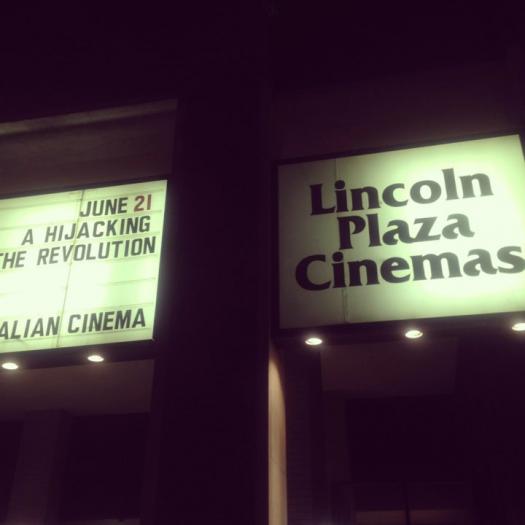 JUNE 21
A HIJACKING
THE REVOLUTION
ALIAN CINEMA
Lincoln
Plaza
Cinemas